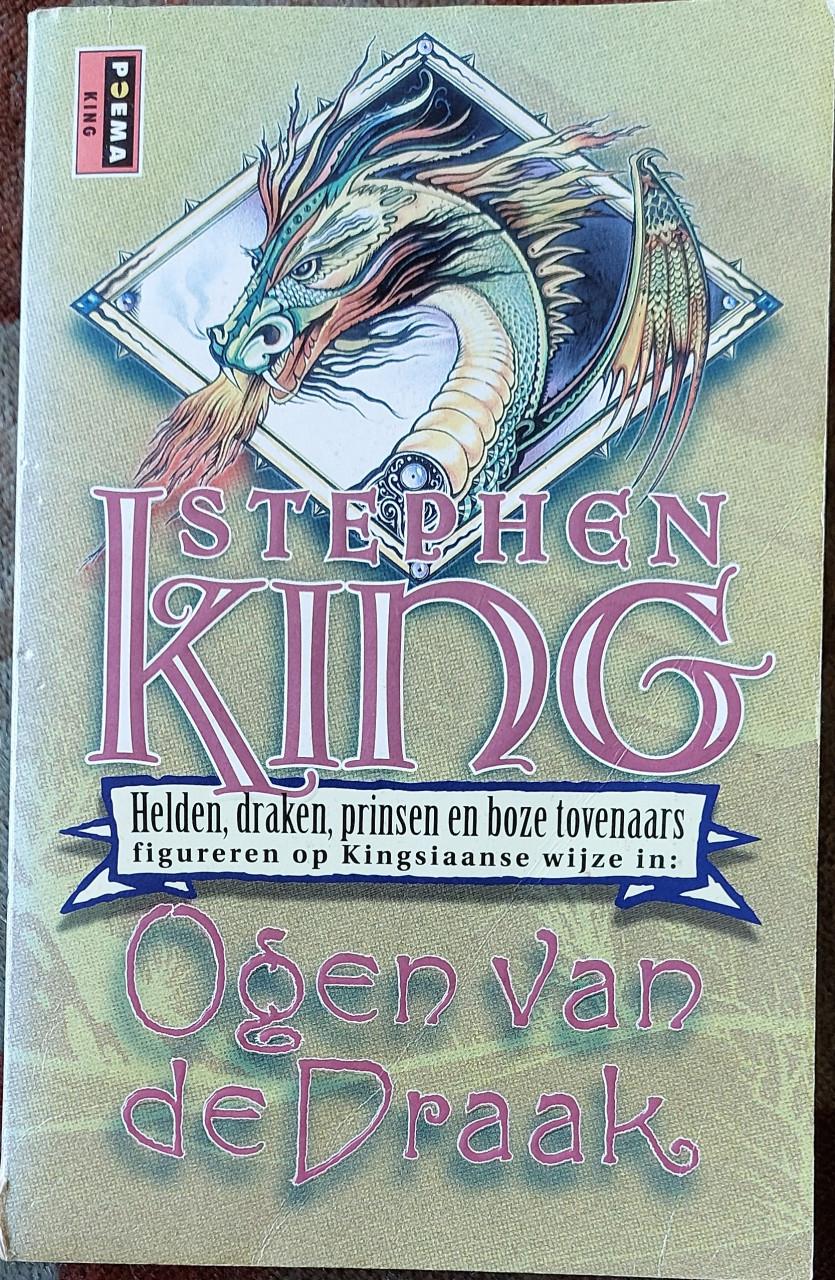 POEMA
KING
STEPHEN
KING
Helden, draken, prinsen en boze tovenaars
figureren op Kingsiaanse wijze in:
Ogen van
de Draak